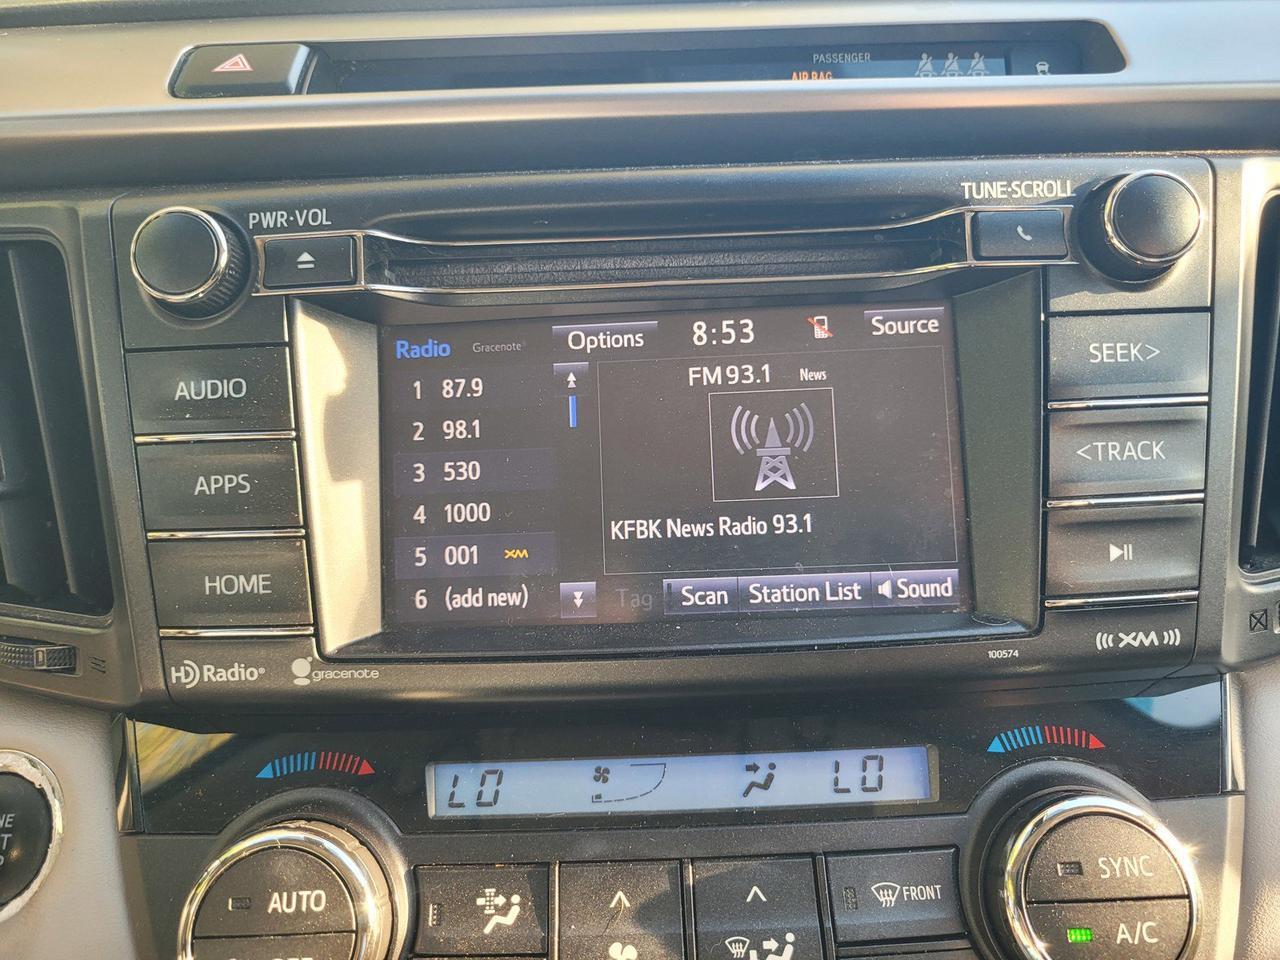 PASSENGER
AIR BAG
PWR·VOL
TUNE·SCROLL
Radio
Gracenote
Options
8:53
Source
1 87.9
2 98.1
3 530
4 1000
5 001 XM
6 (add new)
FM 93.1 News
KFBK News Radio 93.1
Tag
Scan
Station List
Sound
AUDIO
APPS
HOME
SEEK>
<TRACK
HD Radio®
gracenote
100574
XM
LO
LO
AUTO
FRONT
SYNC
A/C